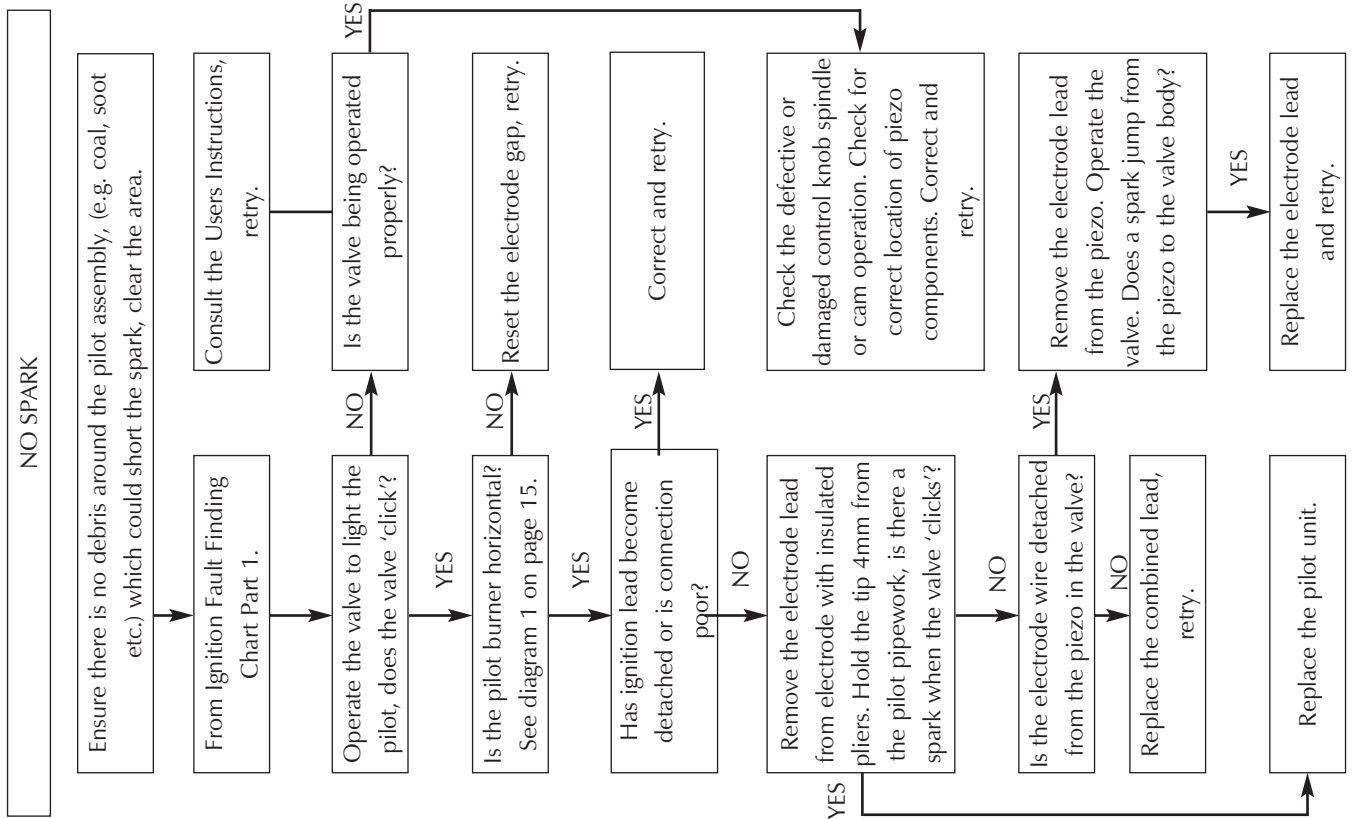 NO SPARK
Ensure there is no debris around the pilot assembly, (e.g. coal, soot
etc.) which could short the spark, clear the area.
From Ignition Fault Finding
Chart Part 1.
Consult the Users Instructions,
retry.
Operate the valve to light the
pilot, does the valve ‘click’?
NO
Is the valve being operated
properly?
YES
YES
Is the pilot burner horizontal?
See diagram 1 on page 15.
NO
Reset the electrode gap, retry.
YES
Has ignition lead become
detached or is connection
poor?
YES
Correct and retry.
NO
Remove the electrode lead
from electrode with insulated
pliers. Hold the tip 4mm from
the pilot pipework, is there a
spark when the valve ‘clicks’?
Check the defective or
damaged control knob spindle
or cam operation. Check for
correct location of piezo
components. Correct and
retry.
YES
NO
Is the electrode wire detached
from the piezo in the valve?
YES
Remove the electrode lead
from the piezo. Operate the
valve. Does a spark jump from
the piezo to the valve body?
NO
Replace the combined lead,
retry.
YES
Replace the pilot unit.
Replace the electrode lead
and retry.